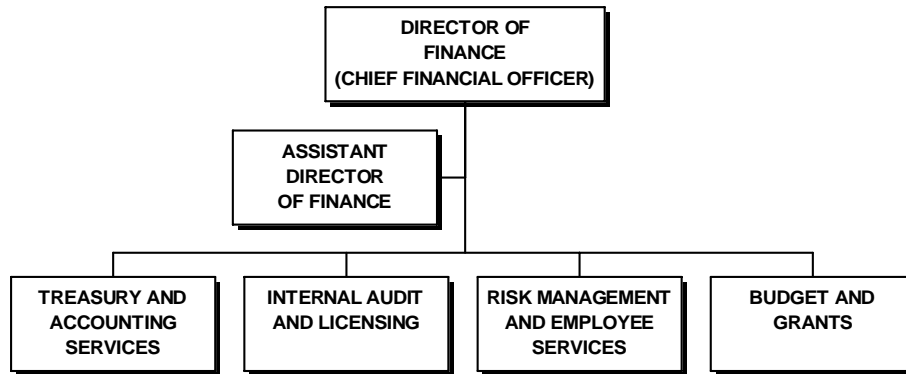 DIRECTOR OF
FINANCE
(CHIEF FINANCIAL OFFICER)
ASSISTANT
DIRECTOR
OF FINANCE
TREASURY AND
ACCOUNTING
SERVICES
INTERNAL AUDIT
AND LICENSING
RISK MANAGEMENT
AND EMPLOYEE
SERVICES
BUDGET AND
GRANTS